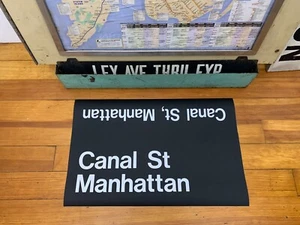 LEX AVE THRU EXP
Canal St, Manhattan
Canal St
Manhattan